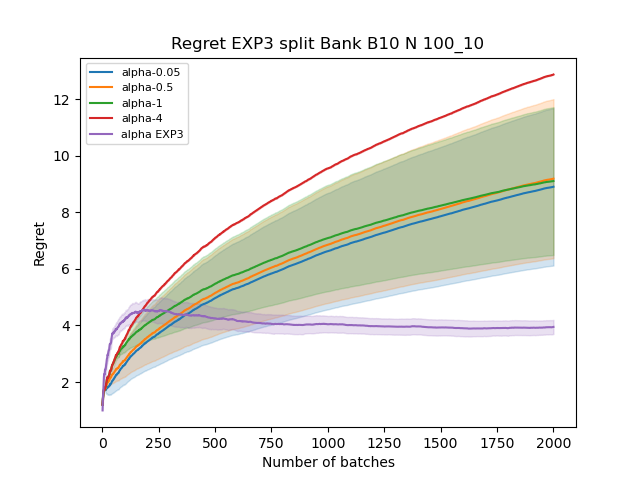 Regret EXP3 split Bank B10 N 100_10
alpha-0.05
alpha-0.5
alpha-1
alpha-4
alpha EXP3
Regret
12
10
8
6
4
2
0 250 500 750 1000 1250 1500 1750 2000
Number of batches